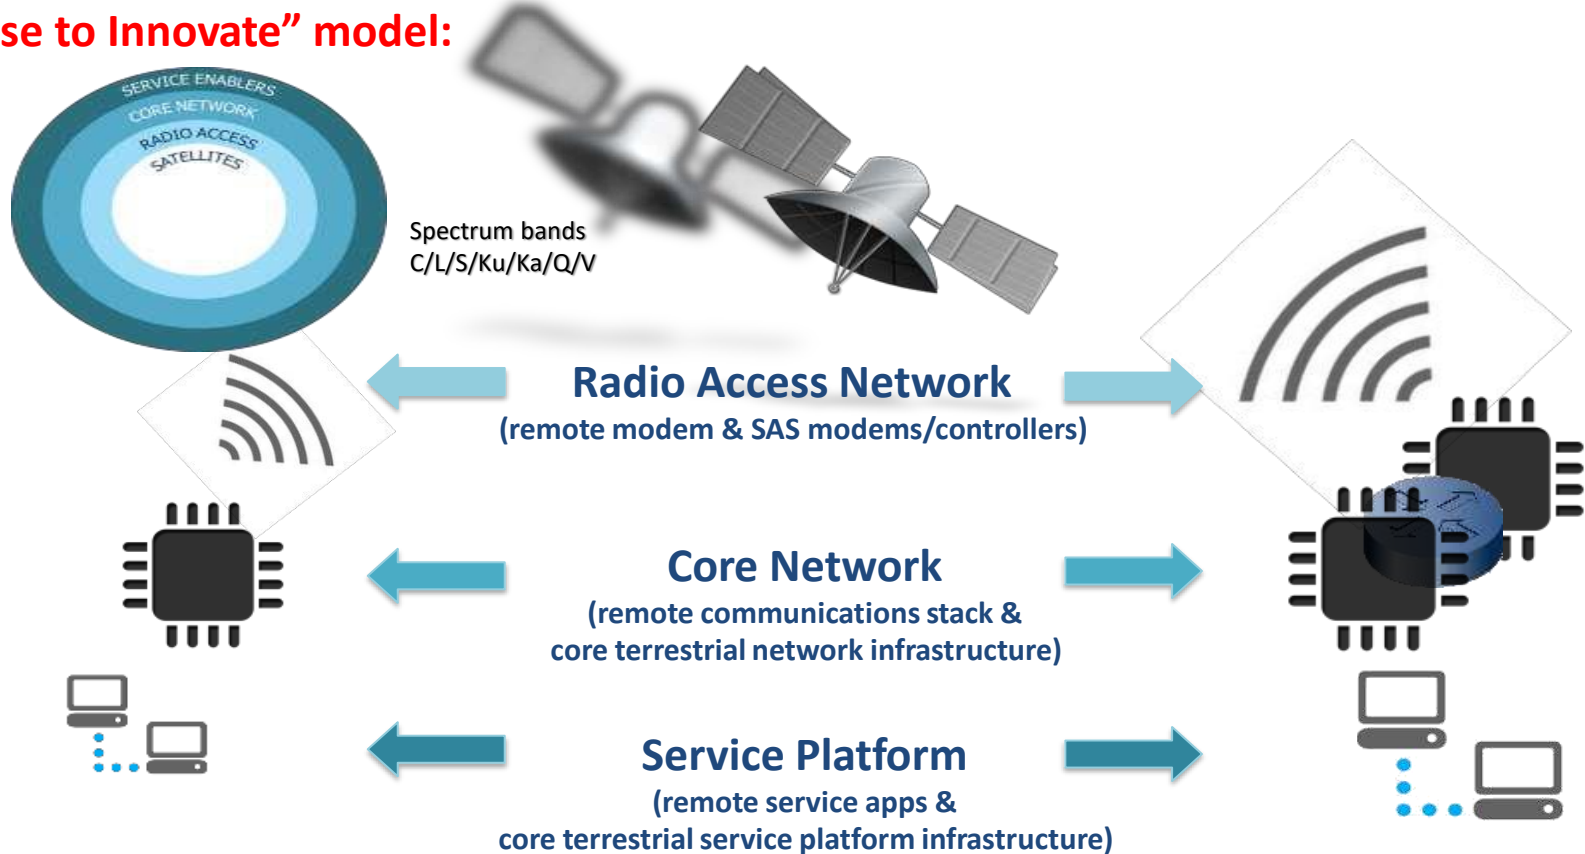 se to Innovate” model:
SERVICE ENABLERS
CORE NETWORK
RADIO ACCESS
SATELLITES
Spectrum bands
C/L/S/Ku/Ka/Q/V
Radio Access Network
(remote modem & SAS modems/controllers)
Core Network
(remote communications stack &
core terrestrial network infrastructure)
Service Platform
(remote service apps &
core terrestrial service platform infrastructure)